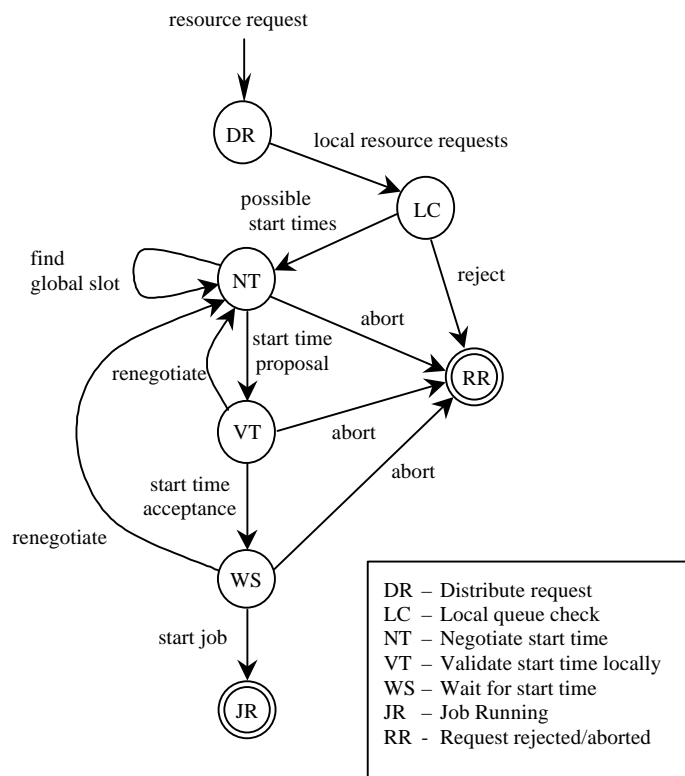 resource request
DR
local resource requests
LC
possible
start times
find
global slot
NT
reject
abort
start time
proposal
renegotiate
RR
VT
abort
start time
acceptance
abort
renegotiate
WS
start job
JR
DR – Distribute request
LC – Local queue check
NT – Negotiate start time
VT – Validate start time locally
WS – Wait for start time
JR – Job Running
RR - Request rejected/aborted